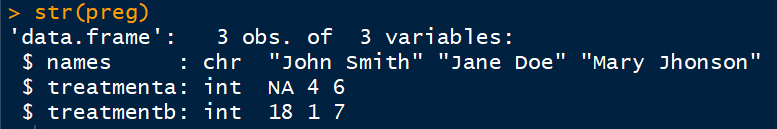 > str(preg)
'data.frame':   3 obs. of  3 variables:
 $ names     : chr  "John Smith" "Jane Doe" "Mary Jhonson"
 $ treatmenta: int  NA 4 6
 $ treatmentb: int  18 1 7